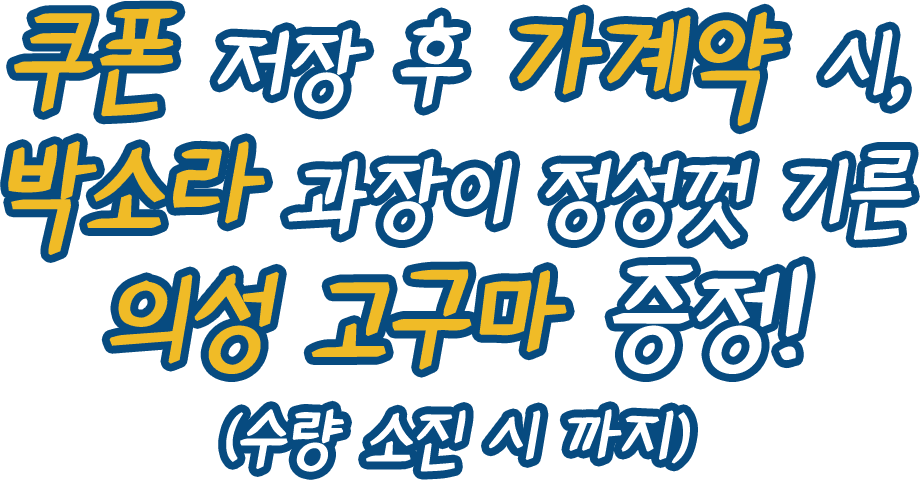 쿠폰 저장 후 가계약 시,
박소라 과장이 정성껏 기른
의성 고구마 증정!
(수량 소진 시 까지)